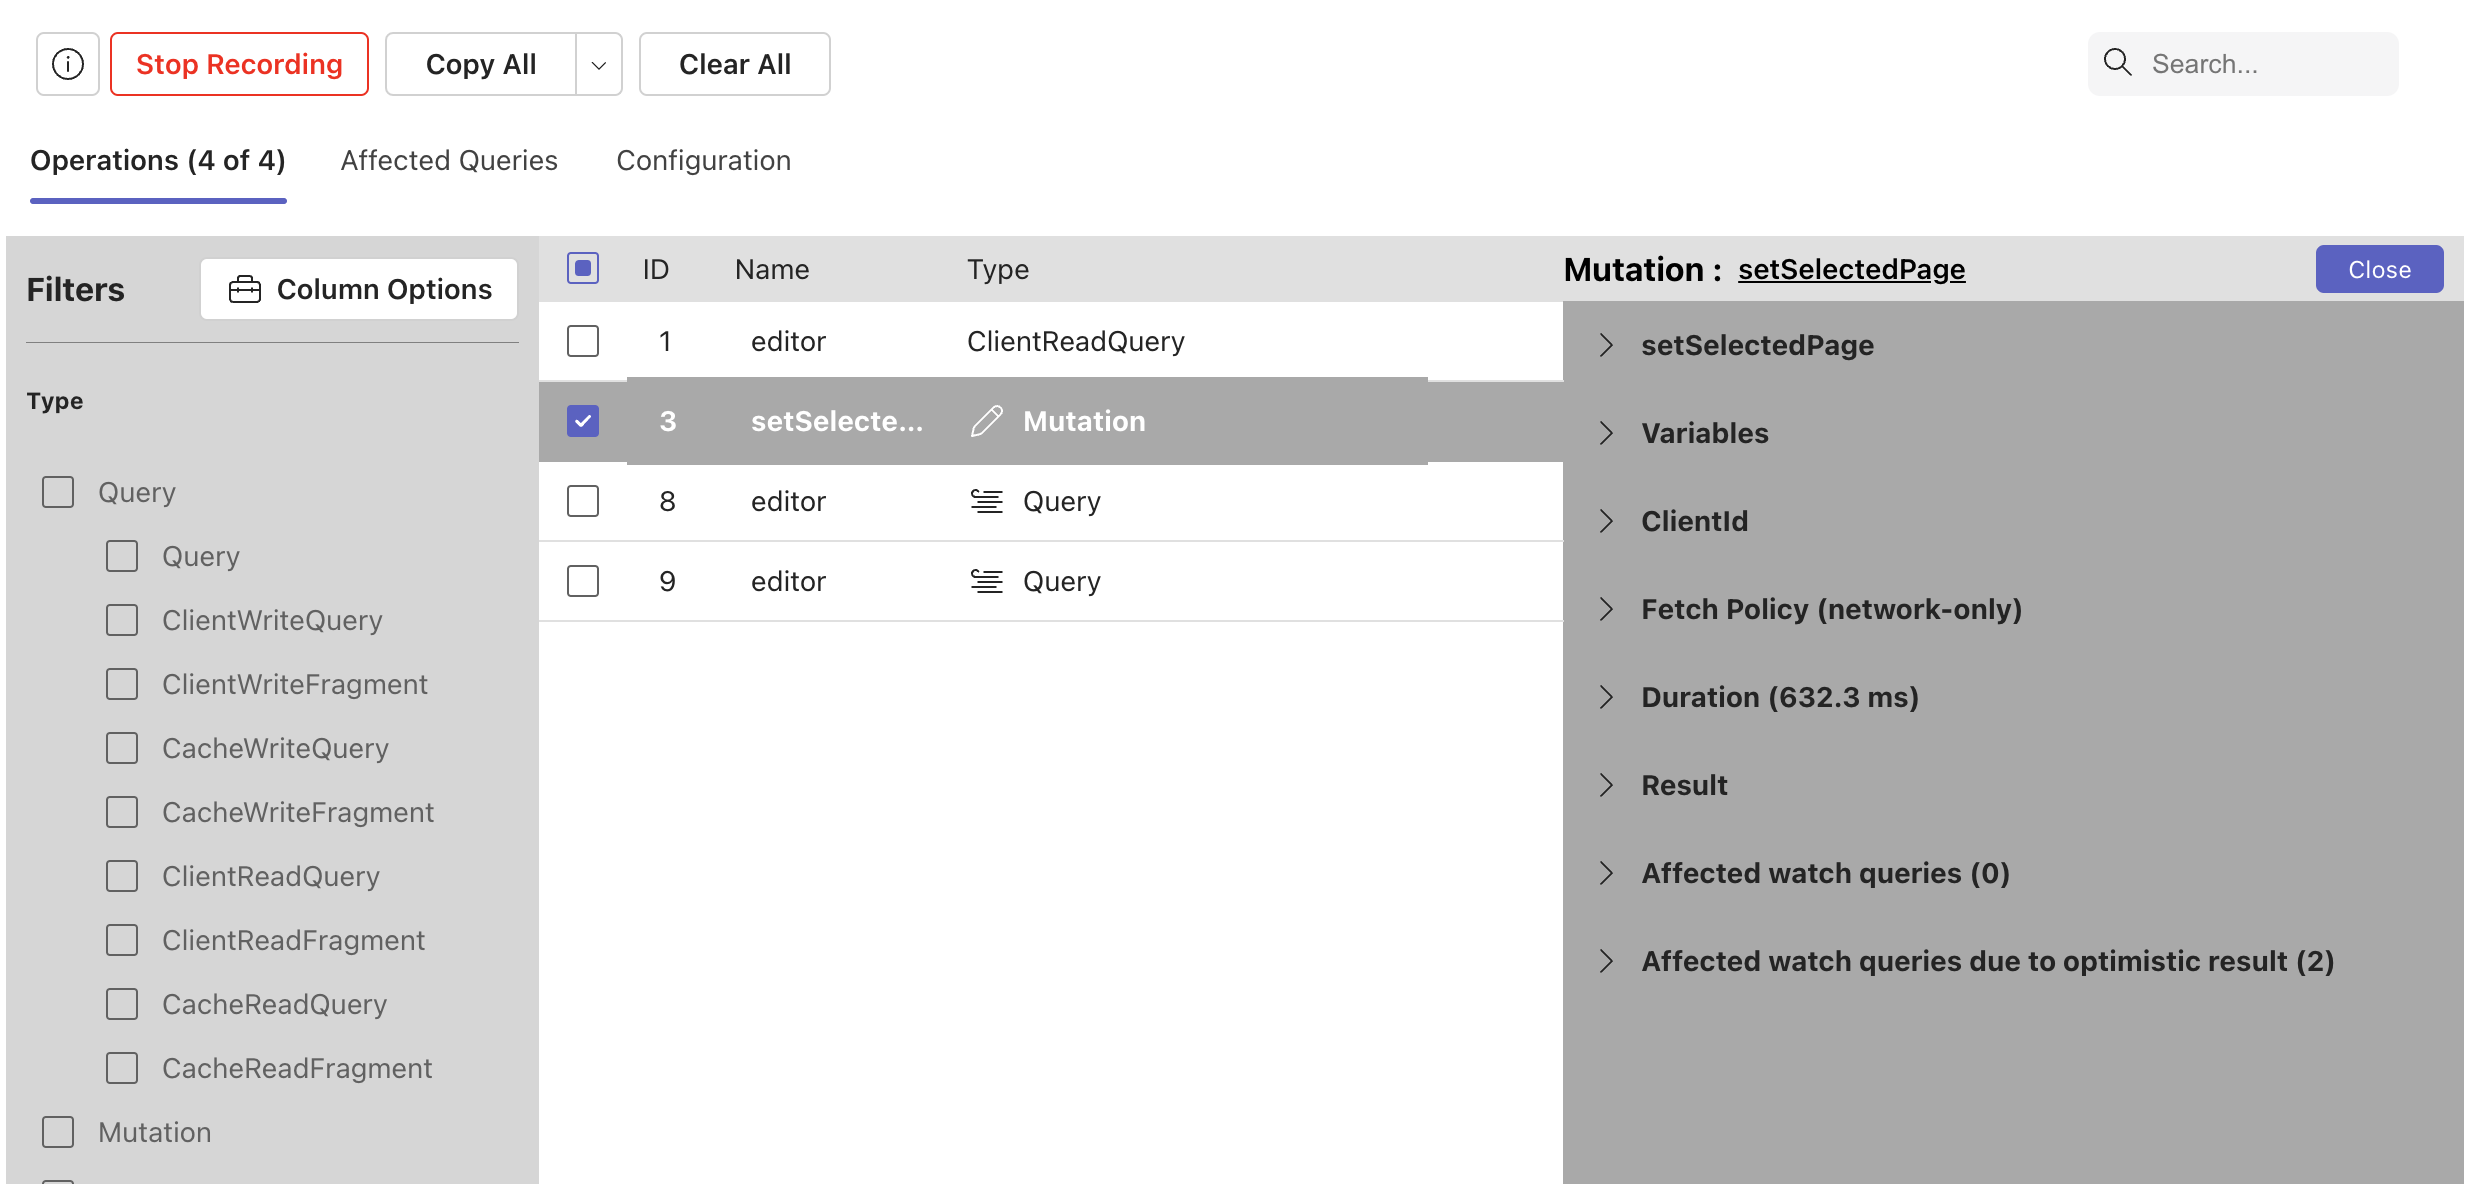 Stop Recording
Copy All
Clear All
Search...
Operations (4 of 4)
Affected Queries
Configuration
Filters
Column Options
Type
Query
Query
ClientWriteQuery
ClientWriteFragment
CacheWriteQuery
CacheWriteFragment
ClientReadQuery
ClientReadFragment
CacheReadQuery
CacheReadFragment
Mutation
ID Name Type
1 editor ClientReadQuery
3 setSelecte... Mutation
8 editor Query
9 editor Query
Mutation : setSelectedPage
Close
setSelectedPage
Variables
ClientId
Fetch Policy (network-only)
Duration (632.3 ms)
Result
Affected watch queries (0)
Affected watch queries due to optimistic result (2)